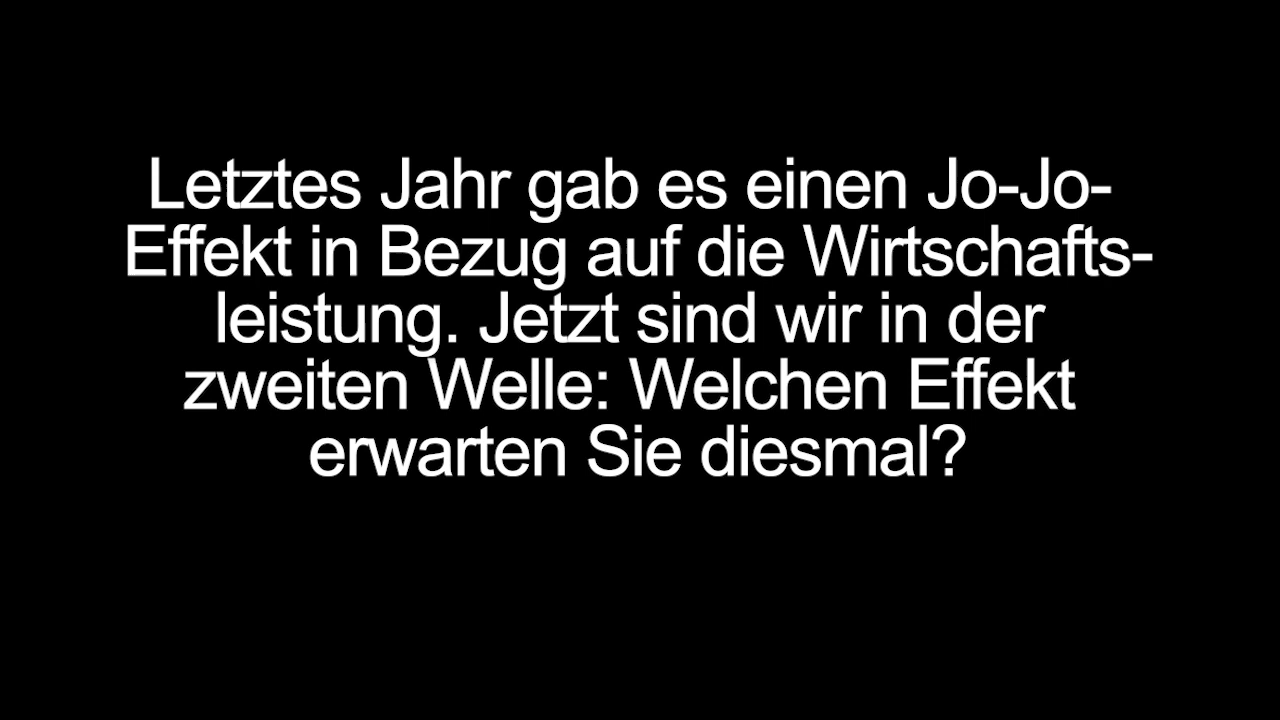 Letztes Jahr gab es einen Jo-Jo-
Effekt in Bezug auf die Wirtschafts-
leistung. Jetzt sind wir in der
zweiten Welle: Welchen Effekt
erwarten Sie diesmal?